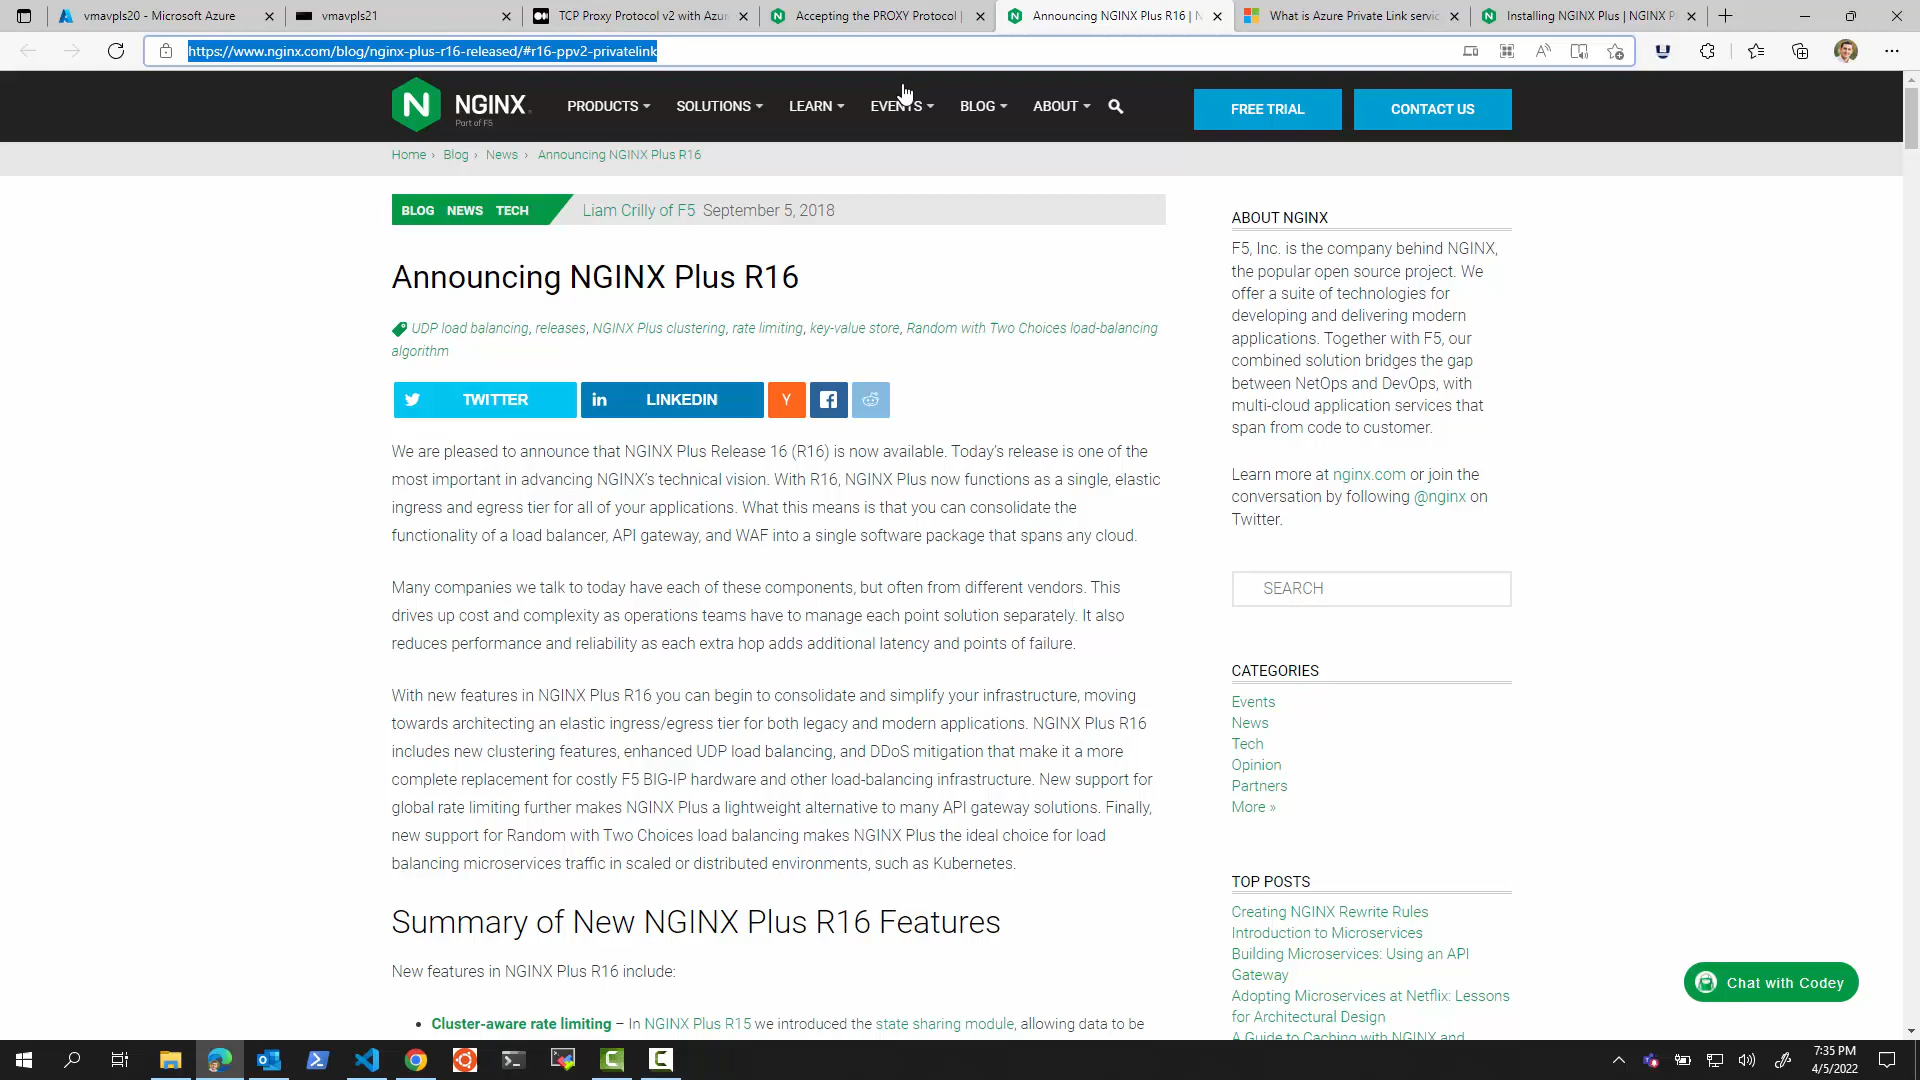 vmavpls20 - Microsoft Azure
vmavpls21
TCP Proxy Protocol v2 with Azur
Accepting the PROXY Protocol |
Announcing NGINX Plus R16 | N
What is Azure Private Link servic
Installing NGINX Plus | NGINX P
https://www.nginx.com/blog/nginx-plus-r16-released/#r16-ppv2-privatelink
NGINX
Part of F5
PRODUCTS
SOLUTIONS
LEARN
EVENTS
BLOG
ABOUT
FREE TRIAL
CONTACT US
Home › Blog › News › Announcing NGINX Plus R16
BLOG NEWS TECH
Liam Crilly of F5 September 5, 2018
Announcing NGINX Plus R16
UDP load balancing, releases, NGINX Plus clustering, rate limiting, key-value store, Random with Two Choices load-balancing
algorithm
TWITTER
LINKEDIN
We are pleased to announce that NGINX Plus Release 16 (R16) is now available. Today’s release is one of the
most important in advancing NGINX’s technical vision. With R16, NGINX Plus now functions as a single, elastic
ingress and egress tier for all of your applications. What this means is that you can consolidate the
functionality of a load balancer, API gateway, and WAF into a single software package that spans any cloud.
Many companies we talk to today have each of these components, but often from different vendors. This
drives up cost and complexity as operations teams have to manage each point solution separately. It also
reduces performance and reliability as each extra hop adds additional latency and points of failure.
With new features in NGINX Plus R16 you can begin to consolidate and simplify your infrastructure, moving
towards architecting an elastic ingress/egress tier for both legacy and modern applications. NGINX Plus R16
includes new clustering features, enhanced UDP load balancing, and DDoS mitigation that make it a more
complete replacement for costly F5 BIG-IP hardware and other load-balancing infrastructure. New support for
global rate limiting further makes NGINX Plus a lightweight alternative to many API gateway solutions. Finally,
new support for Random with Two Choices load balancing makes NGINX Plus the ideal choice for load
balancing microservices traffic in scaled or distributed environments, such as Kubernetes.
Summary of New NGINX Plus R16 Features
New features in NGINX Plus R16 include:
• Cluster-aware rate limiting – In NGINX Plus R15 we introduced the state sharing module, allowing data to be
ABOUT NGINX
F5, Inc. is the company behind NGINX,
the popular open source project. We
offer a suite of technologies for
developing and delivering modern
applications. Together with F5, our
combined solution bridges the gap
between NetOps and DevOps, with
multi-cloud application services that
span from code to customer.
Learn more at nginx.com or join the
conversation by following @nginx on
Twitter.
SEARCH
CATEGORIES
Events
News
Tech
Opinion
Partners
More »
TOP POSTS
Creating NGINX Rewrite Rules
Introduction to Microservices
Building Microservices: Using an API
Gateway
Adopting Microservices at Netflix: Lessons
for Architectural Design
A Guide to Caching with NGINX and
Chat with Codey
7:35 PM
4/5/2022